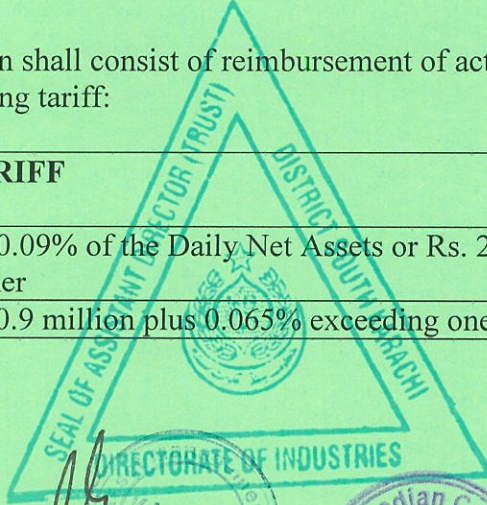 n shall consist of reimbursement of act
ng tariff:
RIFF
0.09% of the Daily Net Assets or Rs. 2
er
0.9 million plus 0.065% exceeding one
SEAL OF ASSISTANT DIRECTOR (TRUST)
DISTRICT SOUTH KARACHI
DIRECTORATE OF INDUSTRIES
odian C